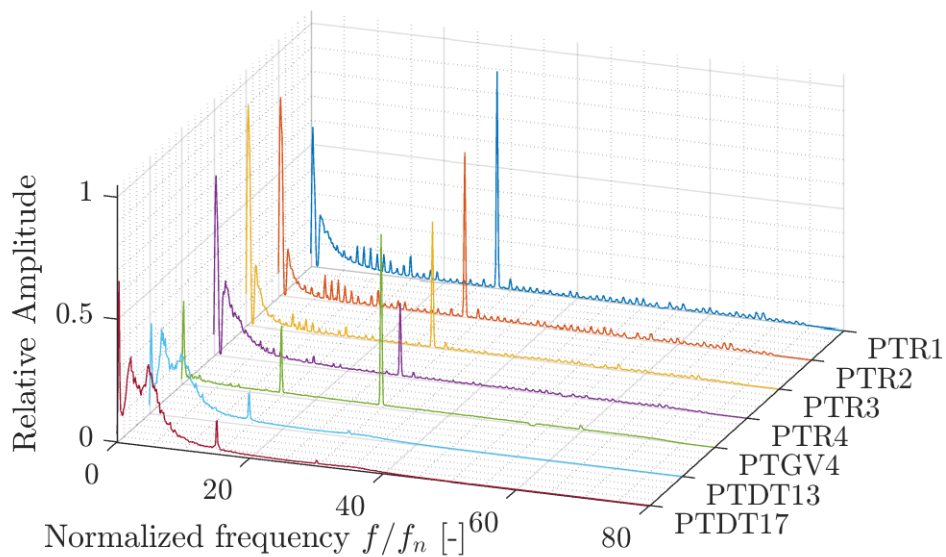 1
0.5
0
Relative Amplitude
0
20
40
60
80
Normalized frequency f/fₙ [-]
PTR1
PTR2
PTR3
PTR4
PTGV4
PTDT13
PTDT17